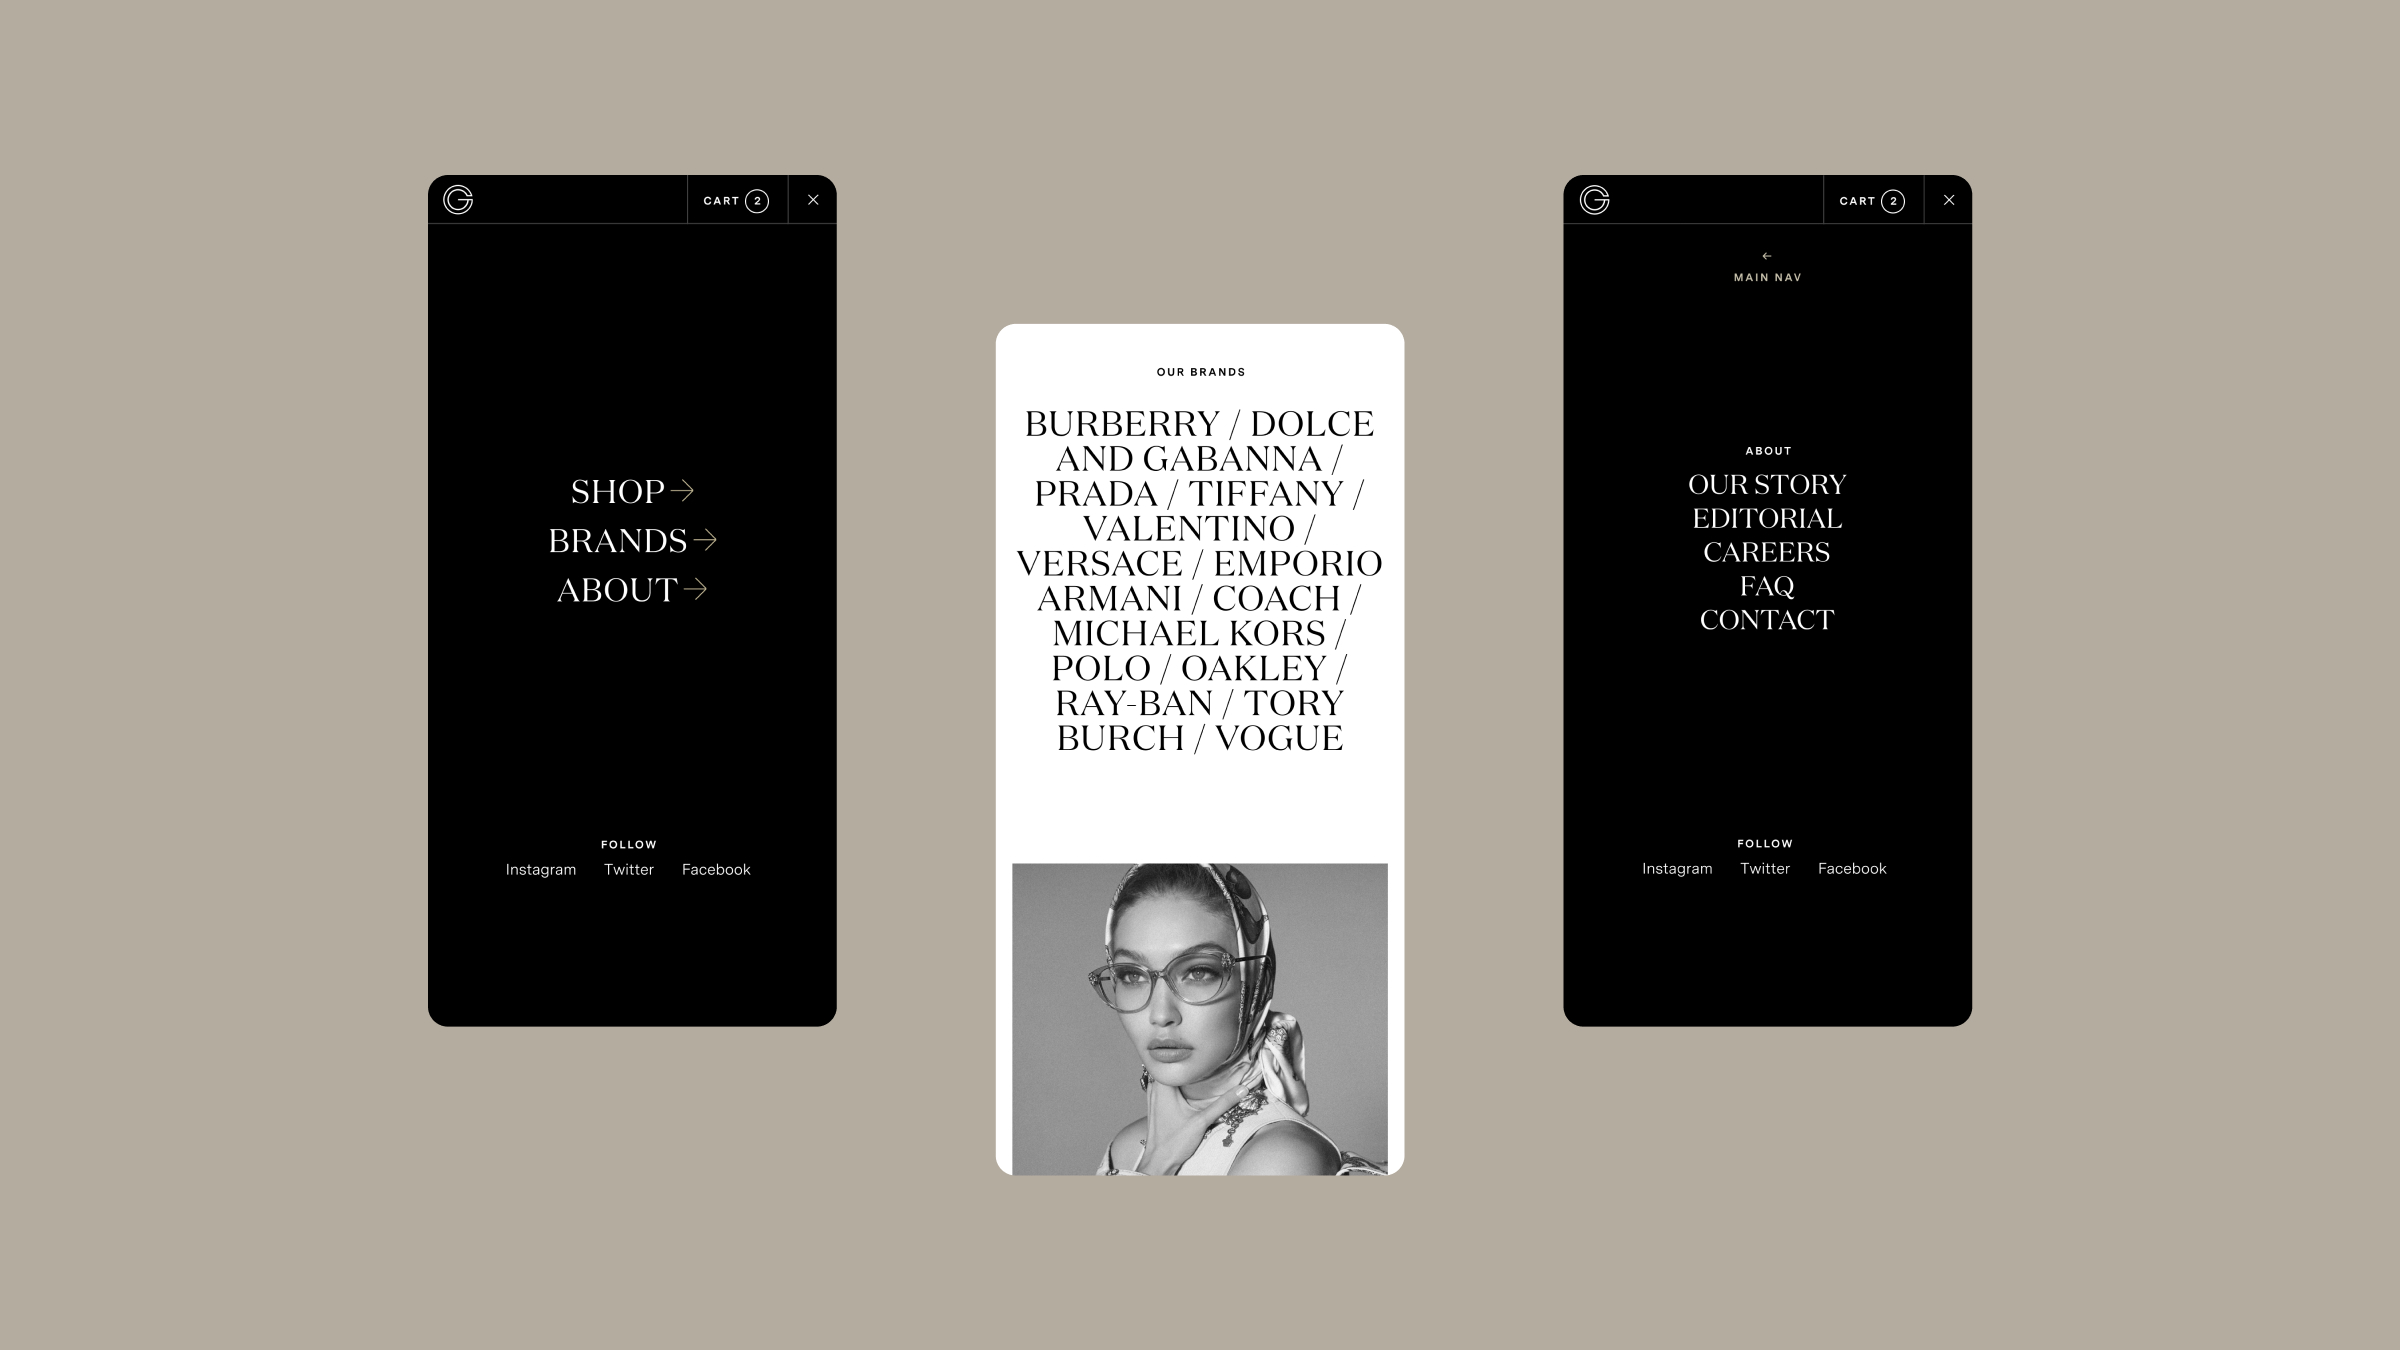 CART 2
SHOP
BRANDS
ABOUT
FOLLOW
Instagram Twitter Facebook
OUR BRANDS
BURBERRY / DOLCE
AND GABANNA /
PRADA / TIFFANY /
VALENTINO /
VERSACE / EMPORIO
ARMANI / COACH /
MICHAEL KORS /
POLO / OAKLEY /
RAY-BAN / TORY
BURCH / VOGUE
CART 2
MAIN NAV
ABOUT
OUR STORY
EDITORIAL
CAREERS
FAQ
CONTACT
FOLLOW
Instagram Twitter Facebook